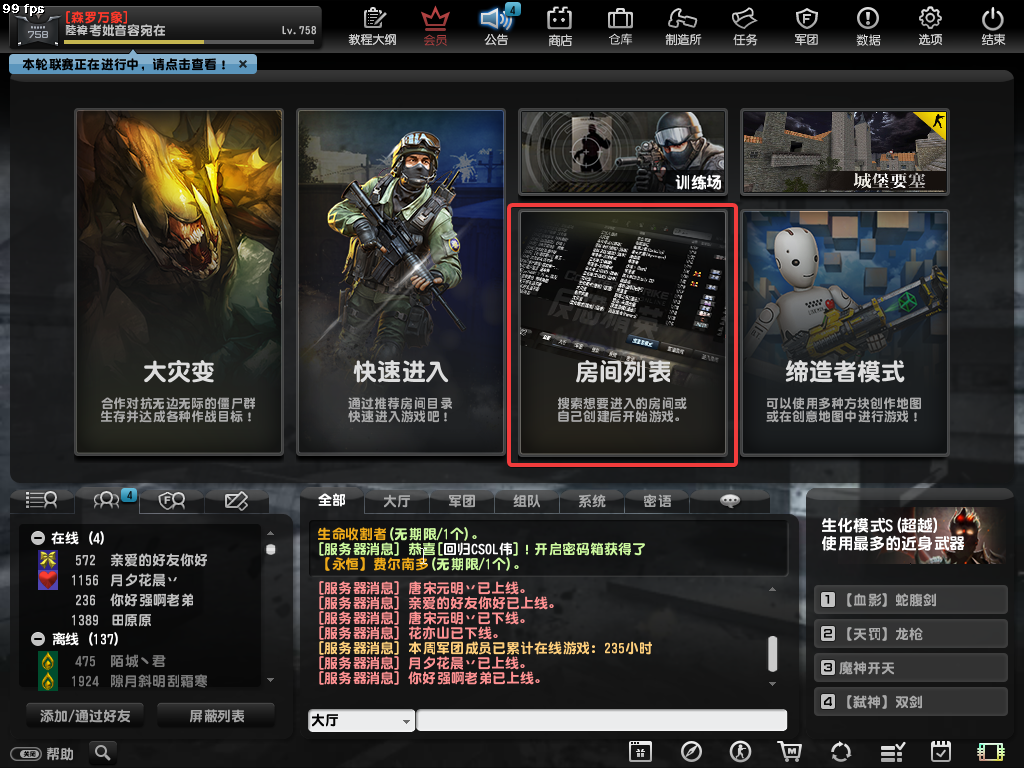 99 fps
758
[森罗万象]
陸褘者妣音容宛在
Lv.758
教程大纲
会员
公告
4
商店
仓库
制造所
任务
军团
数据
选项
结束
本轮联赛正在进行中，请点击查看！ ×
大灾变
合作对抗无边无际的僵尸群
生存并达成各种作战目标！
快速进入
通过推荐房间目录
快速进入游戏吧！
训练场
房间列表
搜索想要进入的房间或
自己创建后开始游戏。
城堡要塞
缔造者模式
可以使用多种方块创作地图
或在创意地图中进行游戏！
4
在线 (4)
572 亲爱的好友你好
1156 月夕花晨丷
236 你好强啊老弟
1389 田原原
离线 (137)
475 陌城丶君
1924 隙月斜明刮霜寒
添加/通过好友
屏蔽列表
帮助
全部
大厅
军团
组队
系统
密语
生命收割者(无期限/1个)。
[服务器消息] 恭喜[回归CSOL伟]！开启密码箱获得了
【永恒】费尔南多(无期限/1个)。
[服务器消息] 唐宋元明丷已上线。
[服务器消息] 亲爱的好友你好已上线。
[服务器消息] 唐宋元明丷已下线。
[服务器消息] 花亦山已下线。
[服务器消息] 本周军团成员已累计在线游戏：235小时
[服务器消息] 月夕花晨丷已上线。
[服务器消息] 你好强啊老弟已上线。
大厅
生化模式S (超越)
使用最多的近身武器
1 【血影】蛇腹剑
2 【天罚】龙枪
3 魔神开天
4 【弑神】双剑